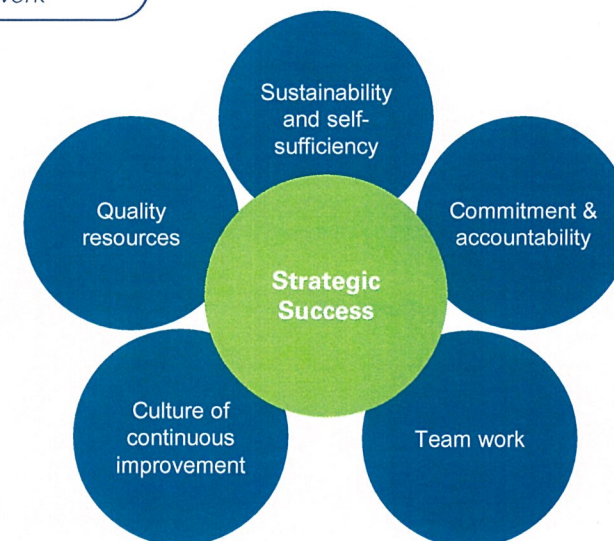 Sustainability
and self-
sufficiency
Commitment &
accountability
Team work
Culture of
continuous
improvement
Quality
resources
Strategic
Success